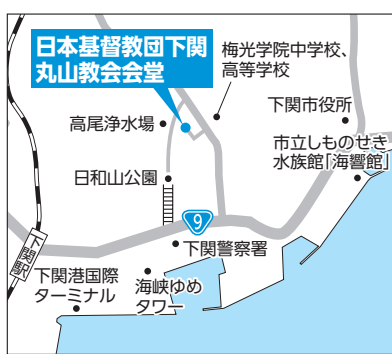 日本基督教団下関
丸山教会会堂
梅光学院中学校、
高等学校
高尾浄水場
下関市役所
市立しものせき
水族館「海響館」
日和山公園
9
下関警察署
下関駅
下関港国際
ターミナル
海峡ゆめ
タワー